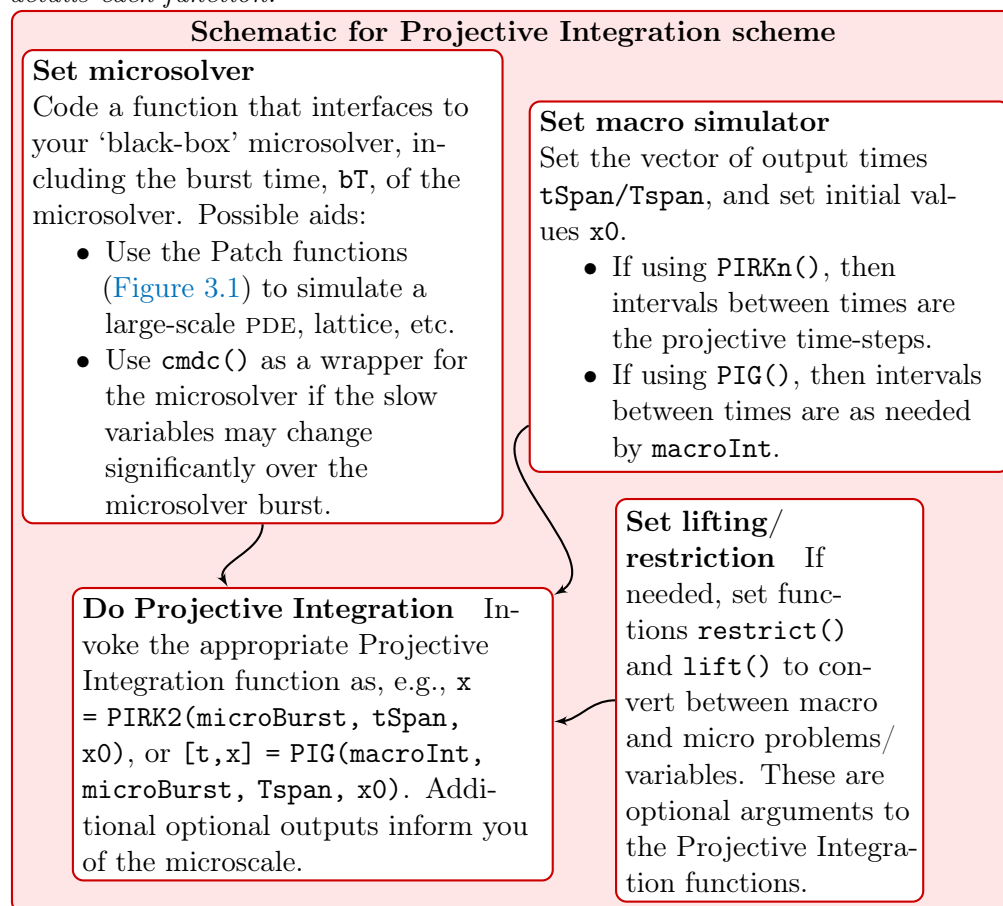 details each function.
Schematic for Projective Integration scheme
Set microsolver
Code a function that interfaces to
your ‘black-box’ microsolver, in-
cluding the burst time, bT, of the
microsolver. Possible aids:
• Use the Patch functions
(Figure 3.1) to simulate a
large-scale PDE, lattice, etc.
• Use cmdc() as a wrapper for
the microsolver if the slow
variables may change
significantly over the
microsolver burst.
Set macro simulator
Set the vector of output times
tSpan/Tspan, and set initial val-
ues x0.
• If using PIRKn(), then
intervals between times are
the projective time-steps.
• If using PIG(), then intervals
between times are as needed
by macroInt.
Do Projective Integration In-
voke the appropriate Projective
Integration function as, e.g., x
= PIRK2(microBurst, tSpan,
x0), or [t,x] = PIG(macroInt,
microBurst, Tspan, x0). Addi-
tional optional outputs inform you
of the microscale.
Set lifting/
restriction If
needed, set func-
tions restrict()
and lift() to con-
vert between macro
and micro problems/
variables. These are
optional arguments to
the Projective Integra-
tion functions.